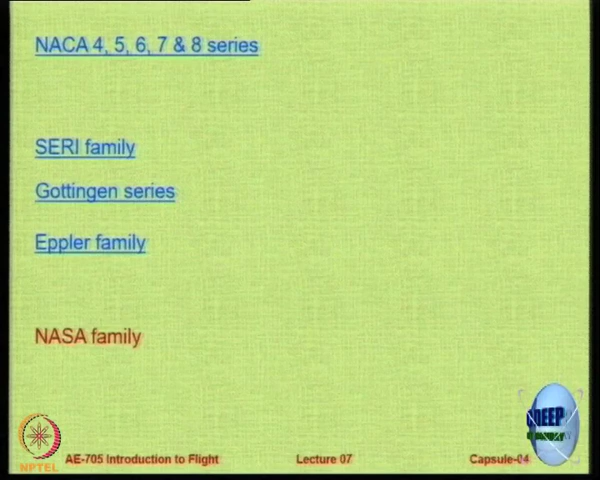 NACA 4, 5, 6, 7 & 8 series
SERI family
Gottingen series
Eppler family
NASA family
NPTEL
AE-705 Introduction to Flight
Lecture 07
Capsule-04